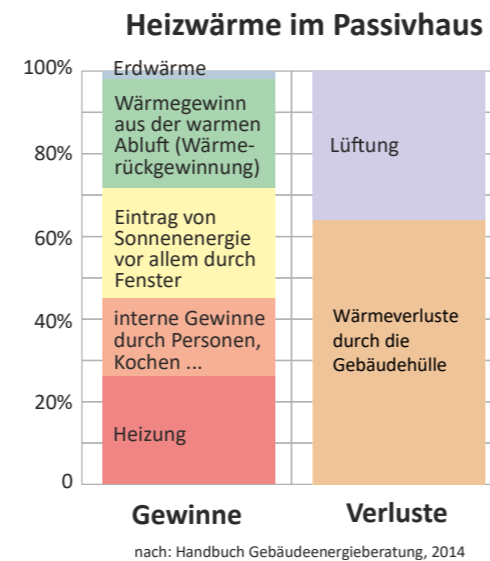 Heizwärme im Passivhaus
100%
80%
60%
40%
20%
0
Erdwärme
Wärmegewinn
aus der warmen
Abluft (Wärme-
rückgewinnung)
Eintrag von
Sonnenenergie
vor allem durch
Fenster
interne Gewinne
durch Personen,
Kochen ...
Heizung
Lüftung
Wärmeverluste
durch die
Gebäudehülle
Gewinne
Verluste
nach: Handbuch Gebäudeenergieberatung, 2014